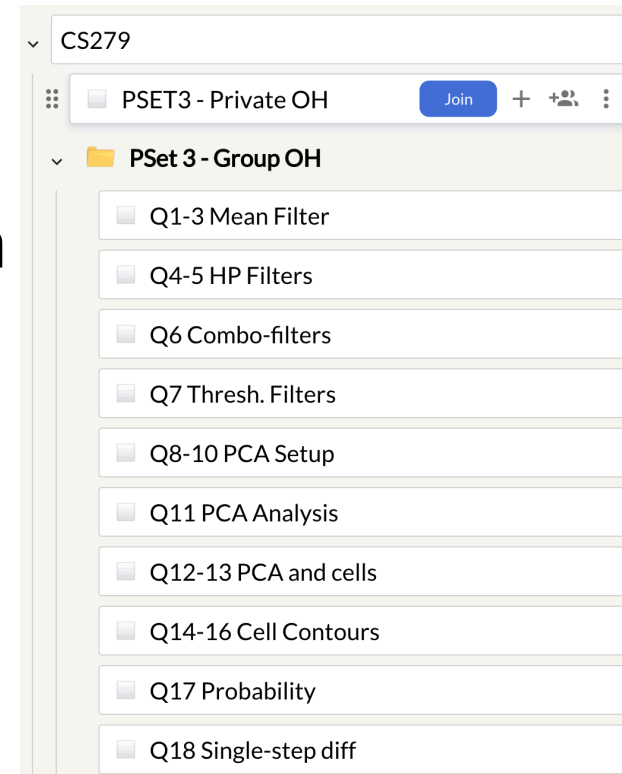 CS279
PSET3 - Private OH Join
PSet 3 - Group OH
Q1-3 Mean Filter
Q4-5 HP Filters
Q6 Combo-filters
Q7 Thresh. Filters
Q8-10 PCA Setup
Q11 PCA Analysis
Q12-13 PCA and cells
Q14-16 Cell Contours
Q17 Probability
Q18 Single-step diff